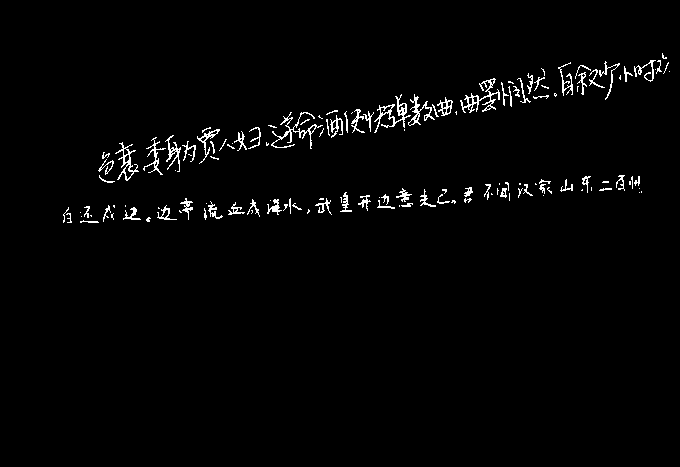 色衰,委身为贾人妇。遂命酒,使快弹数曲,曲罢悯然。自叙少小时欢
白还戍边。边亭流血成海水,武皇开边意未已。君不闻汉家山东二百州